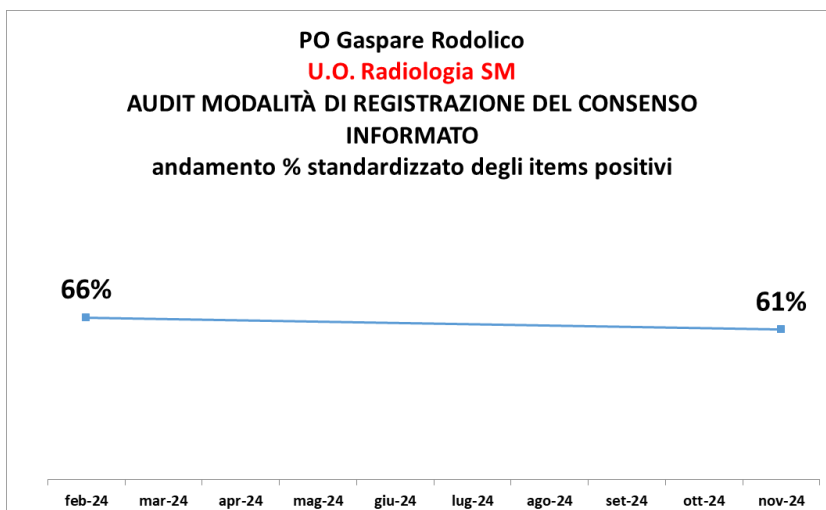 PO Gaspare Rodolico
U.O. Radiologia SM
AUDIT MODALITÀ DI REGISTRAZIONE DEL CONSENSO
INFORMATO
andamento % standardizzato degli items positivi
66%
61%
feb-24 mar-24 apr-24 mag-24 giu-24 lug-24 ago-24 set-24 ott-24 nov-24